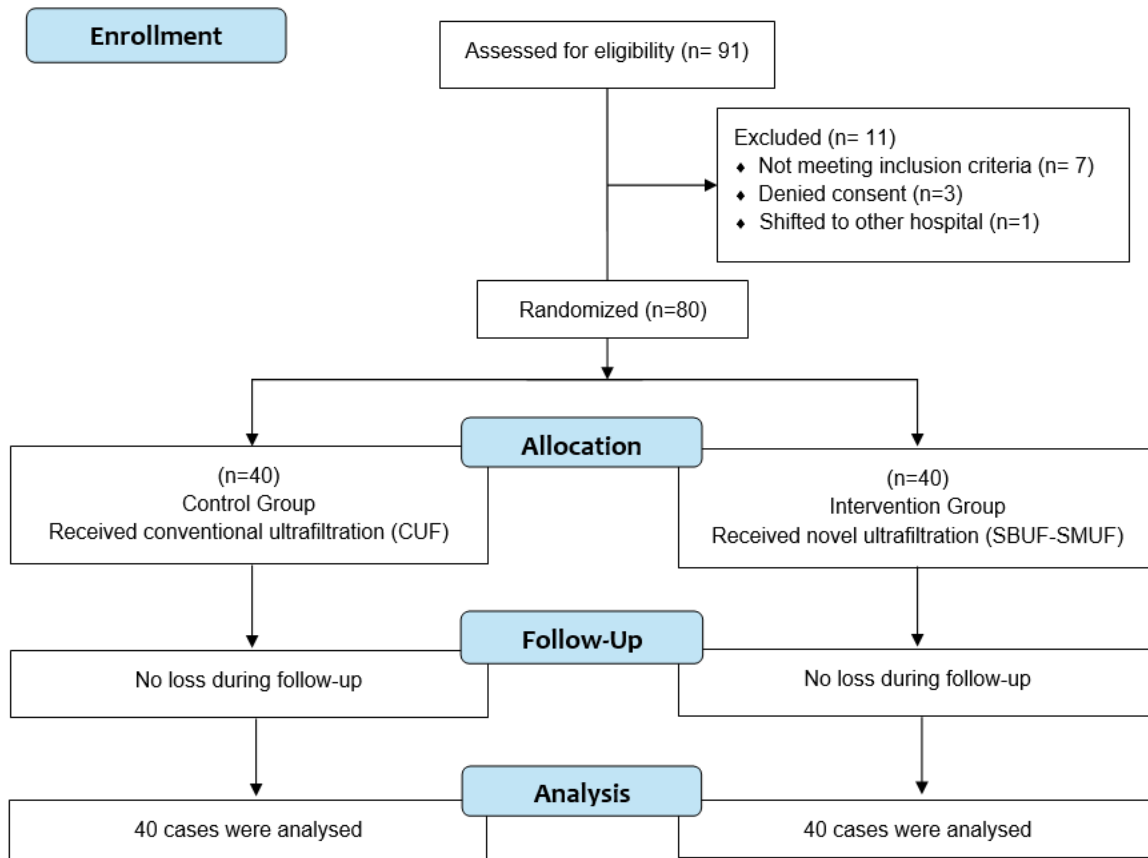 Enrollment
Assessed for eligibility (n= 91)
Excluded (n= 11)
♦ Not meeting inclusion criteria (n= 7)
♦ Denied consent (n=3)
♦ Shifted to other hospital (n=1)
Randomized (n=80)
Allocation
(n=40)
Control Group
Received conventional ultrafiltration (CUF)
(n=40)
Intervention Group
Received novel ultrafiltration (SBUF-SMUF)
Follow-Up
No loss during follow-up
No loss during follow-up
Analysis
40 cases were analysed
40 cases were analysed